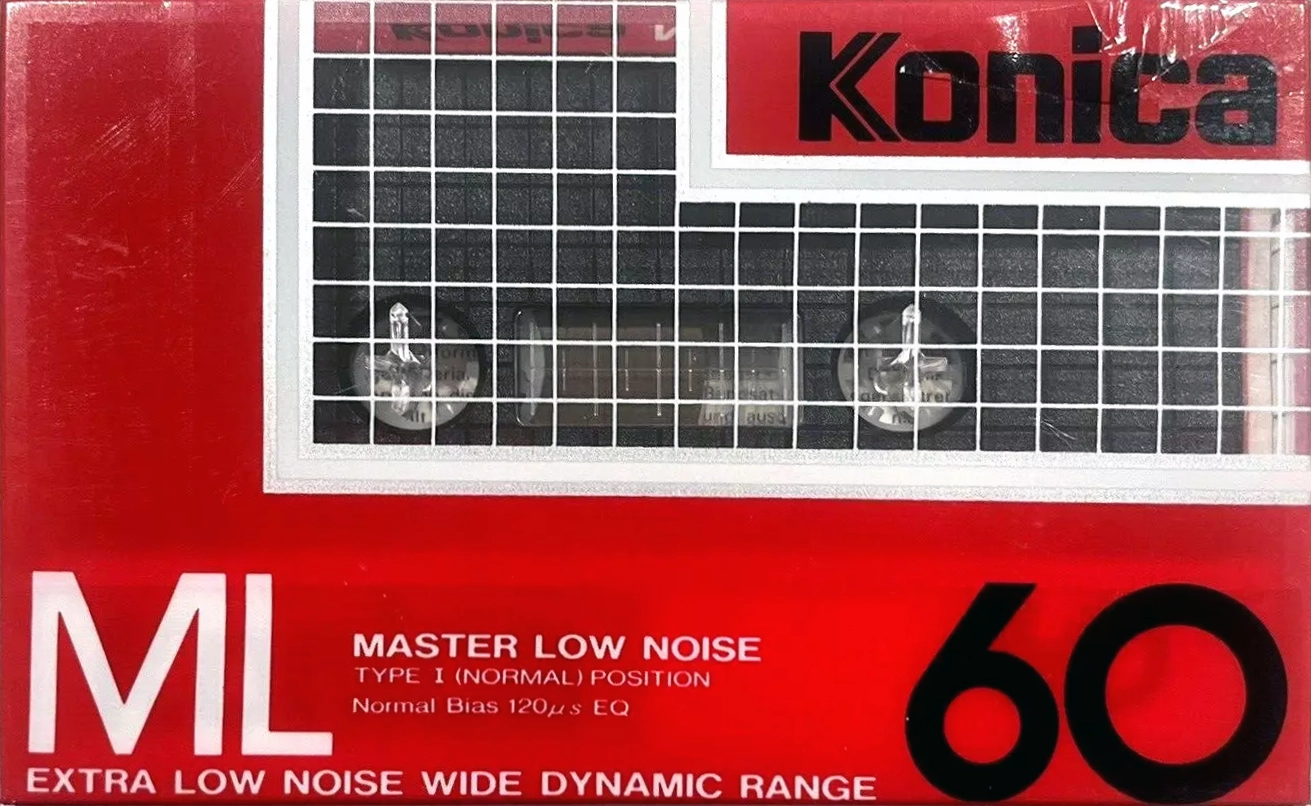 Konica
ML
MASTER LOW NOISE
TYPE I (NORMAL) POSITION
Normal Bias 120μs EQ
60
EXTRA LOW NOISE WIDE DYNAMIC RANGE